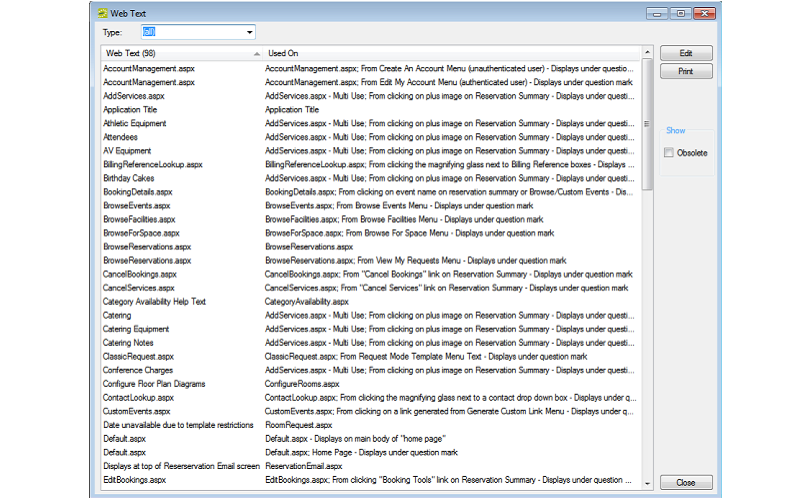 Web Text
Type: (all)
Web Text (98) Used On
AccountManagement.aspx AccountManagement.aspx; From Create An Account Menu (unauthenticated user) - Displays under questio...
AccountManagement.aspx AccountManagement.aspx; From Edit My Account Menu (authenticated user) - Displays under question mark
AddServices.aspx AddServices.aspx - Multi Use; From clicking on plus image on Reservation Summary - Displays under questi...
Application Title Application Title
Athletic Equipment AddServices.aspx - Multi Use; From clicking on plus image on Reservation Summary - Displays under questi...
Attendees AddServices.aspx - Multi Use; From clicking on plus image on Reservation Summary - Displays under questi...
AV Equipment AddServices.aspx - Multi Use; From clicking on plus image on Reservation Summary - Displays under questi...
BillingReferenceLookup.aspx BillingReferenceLookup.aspx; From clicking the magnifying glass next to Billing Reference boxes - Displays ...
Birthday Cakes AddServices.aspx - Multi Use; From clicking on plus image on Reservation Summary - Displays under questi...
BookingDetails.aspx BookingDetails.aspx; From clicking on event name on reservation summary or Browse/Custom Events - Dis...
BrowseEvents.aspx BrowseEvents.aspx; From Browse Events Menu - Displays under question mark
BrowseFacilities.aspx BrowseFacilities.aspx; From Browse Facilities Menu - Displays under question mark
BrowseForSpace.aspx BrowseForSpace.aspx; From Browse For Space Menu - Displays under question mark
BrowseReservations.aspx BrowseReservations.aspx
BrowseReservations.aspx BrowseReservations.aspx; From View My Requests Menu - Displays under question mark
CancelBookings.aspx CancelBookings.aspx; From "Cancel Bookings" link on Reservation Summary - Displays under question mark
CancelServices.aspx CancelServices.aspx; From "Cancel Services" link on Reservation Summary - Displays under question mark
Category Availability Help Text CategoryAvailability.aspx
Catering AddServices.aspx - Multi Use; From clicking on plus image on Reservation Summary - Displays under questi...
Catering Equipment AddServices.aspx - Multi Use; From clicking on plus image on Reservation Summary - Displays under questi...
Catering Notes AddServices.aspx - Multi Use; From clicking on plus image on Reservation Summary - Displays under questi...
ClassicRequest.aspx ClassicRequest.aspx; From Request Mode Template Menu Text - Displays under question mark
Conference Charges AddServices.aspx - Multi Use; From clicking on plus image on Reservation Summary - Displays under questi...
Configure Floor Plan Diagrams ConfigureRooms.aspx
ContactLookup.aspx ContactLookup.aspx; From clicking the magnifying glass next to a contact drop down box - Displays under q...
CustomEvents.aspx CustomEvents.aspx; From clicking on a link generated from Generate Custom Link Menu - Displays under q...
Date unavailable due to template restrictions RoomRequest.aspx
Default.aspx Default.aspx - Displays on main body of "home page"
Default.aspx Default.aspx; Home Page - Displays under question mark
Displays at top of Reserservation Email screen ReservationEmail.aspx
EditBookings.aspx EditBookings.aspx; From clicking "Booking Tools" link on Reservation Summary - Displays under question ...
Edit
Print
Show
Obsolete
Close